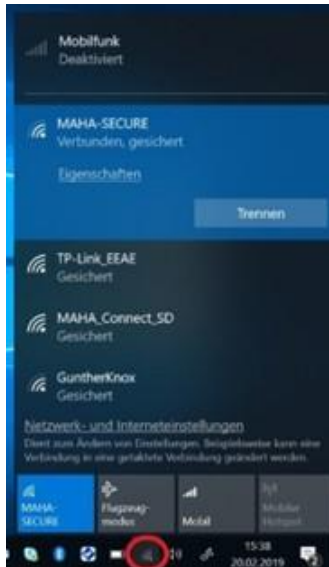 Mobilfunk
Deaktiviert
MAHA-SECURE
Verbunden, gesichert
Eigenschaften
Trennen
TP-Link_EEAE
Gesichert
MAHA_Connect_SD
Gesichert
GuntherKnox
Gesichert
Netzwerk- und Interneteinstellungen
Dient zum Ändern von Einstellungen. Beispielsweise kann eine
Verbindung in eine getaktete Verbindung geändert werden.
MAHA-
SECURE
Flugzeug-
modus
Mobil
Mobiler
Hotspot
15:38
20.02.2019